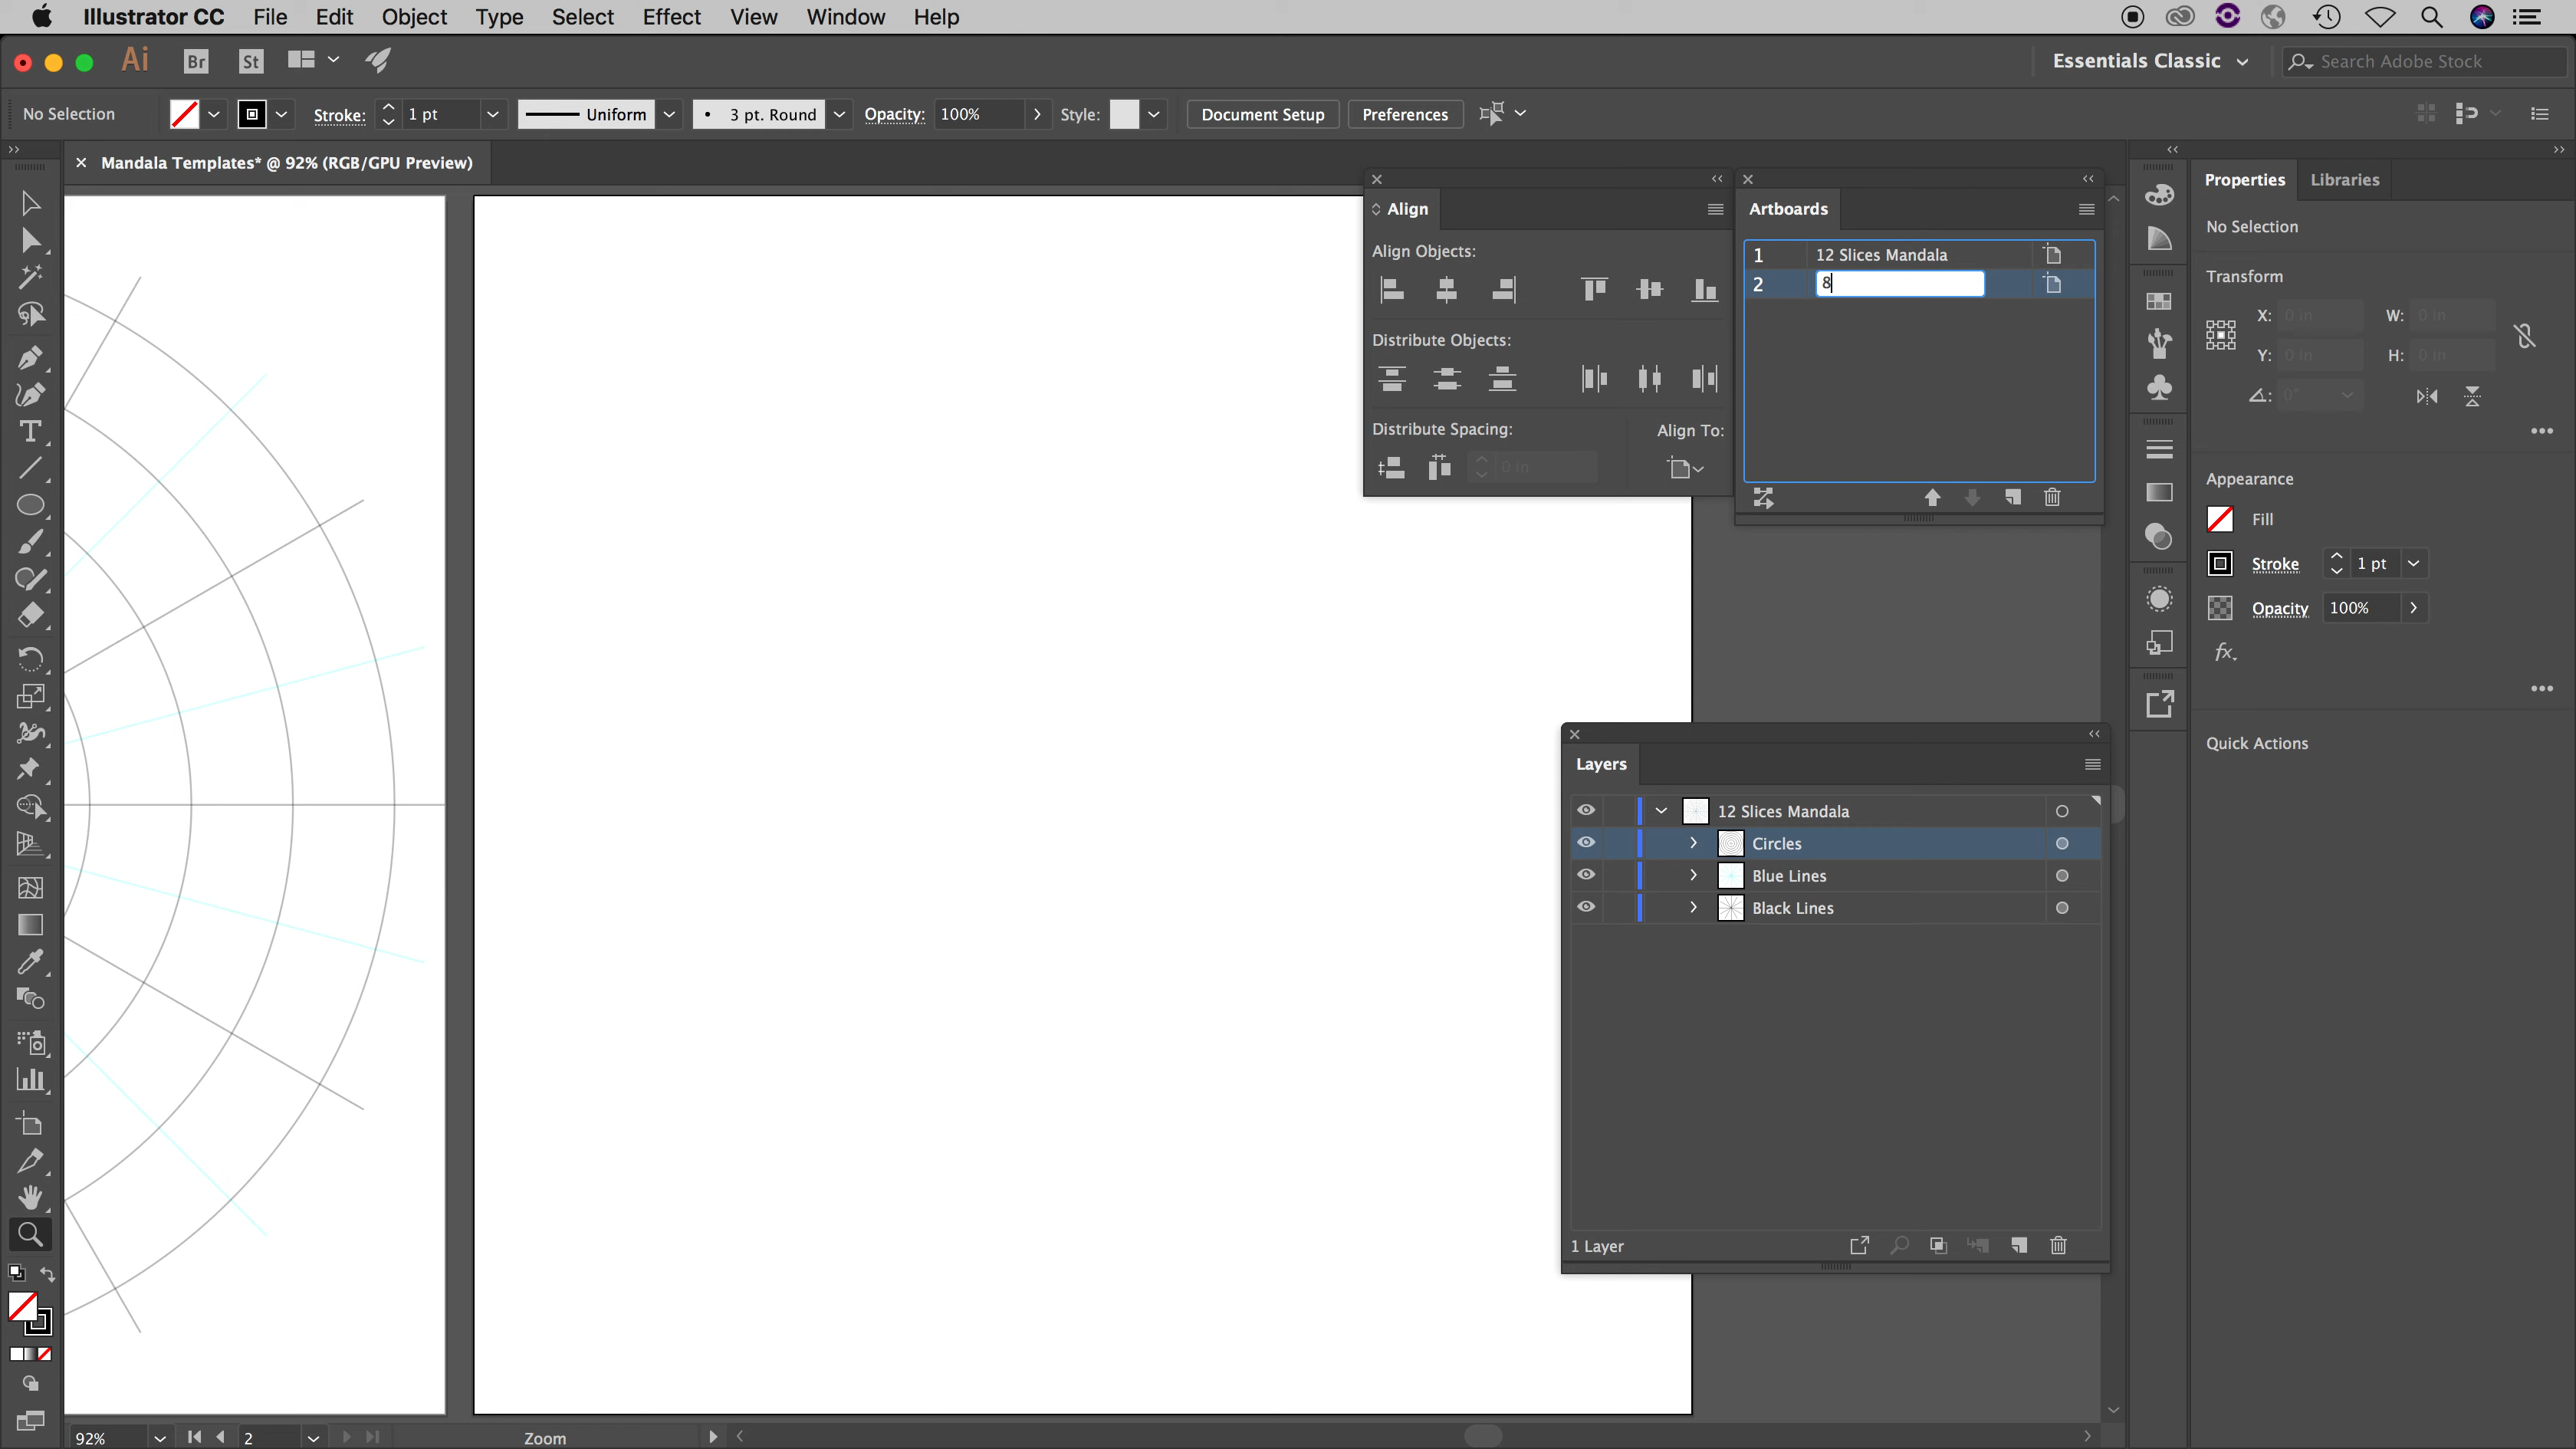 Illustrator CC File Edit Object Type Select Effect View Window Help
Ai Br St Essentials Classic Search Adobe Stock
No Selection Stroke: 1 pt Uniform 3 pt. Round Opacity: 100% Style: Document Setup Preferences
Mandala Templates* @ 92% (RGB/GPU Preview)
Align
Align Objects:
Distribute Objects:
Distribute Spacing: Align To:
0 in
Artboards
1 12 Slices Mandala
2 8
Layers
12 Slices Mandala
Circles
Blue Lines
Black Lines
1 Layer
Properties Libraries
No Selection
Transform
X: 0 in W: 0 in
Y: 0 in H: 0 in
0°
Appearance
Fill
Stroke 1 pt
Opacity 100%
fx
Quick Actions
92% 2 Zoom